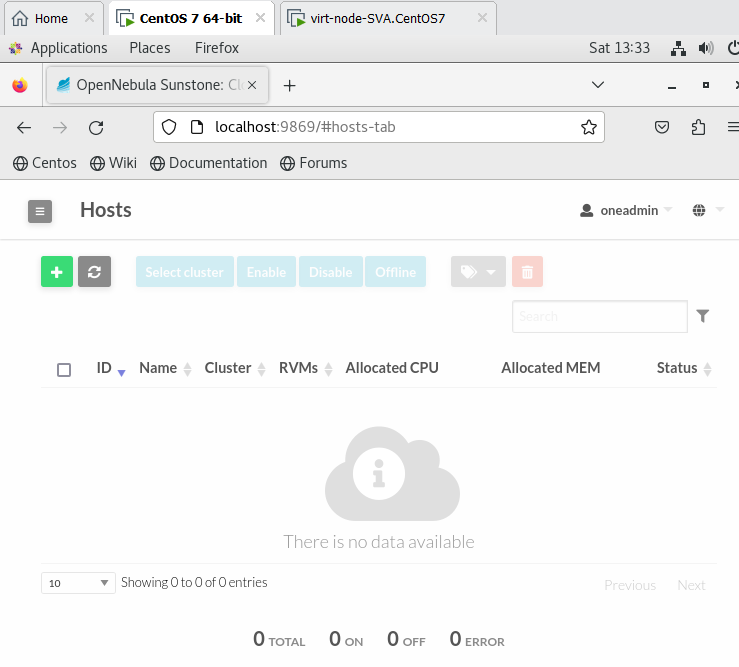 Home CentOS 7 64-bit virt-node-SVA.CentOS7
Applications Places Firefox Sat 13:33
OpenNebula Sunstone: Cl
localhost:9869/#hosts-tab
Centos Wiki Documentation Forums
Hosts oneadmin
Select cluster Enable Disable Offline
Search
ID Name Cluster RVMs Allocated CPU Allocated MEM Status
There is no data available
10 Showing 0 to 0 of 0 entries Previous Next
0 TOTAL 0 ON 0 OFF 0 ERROR